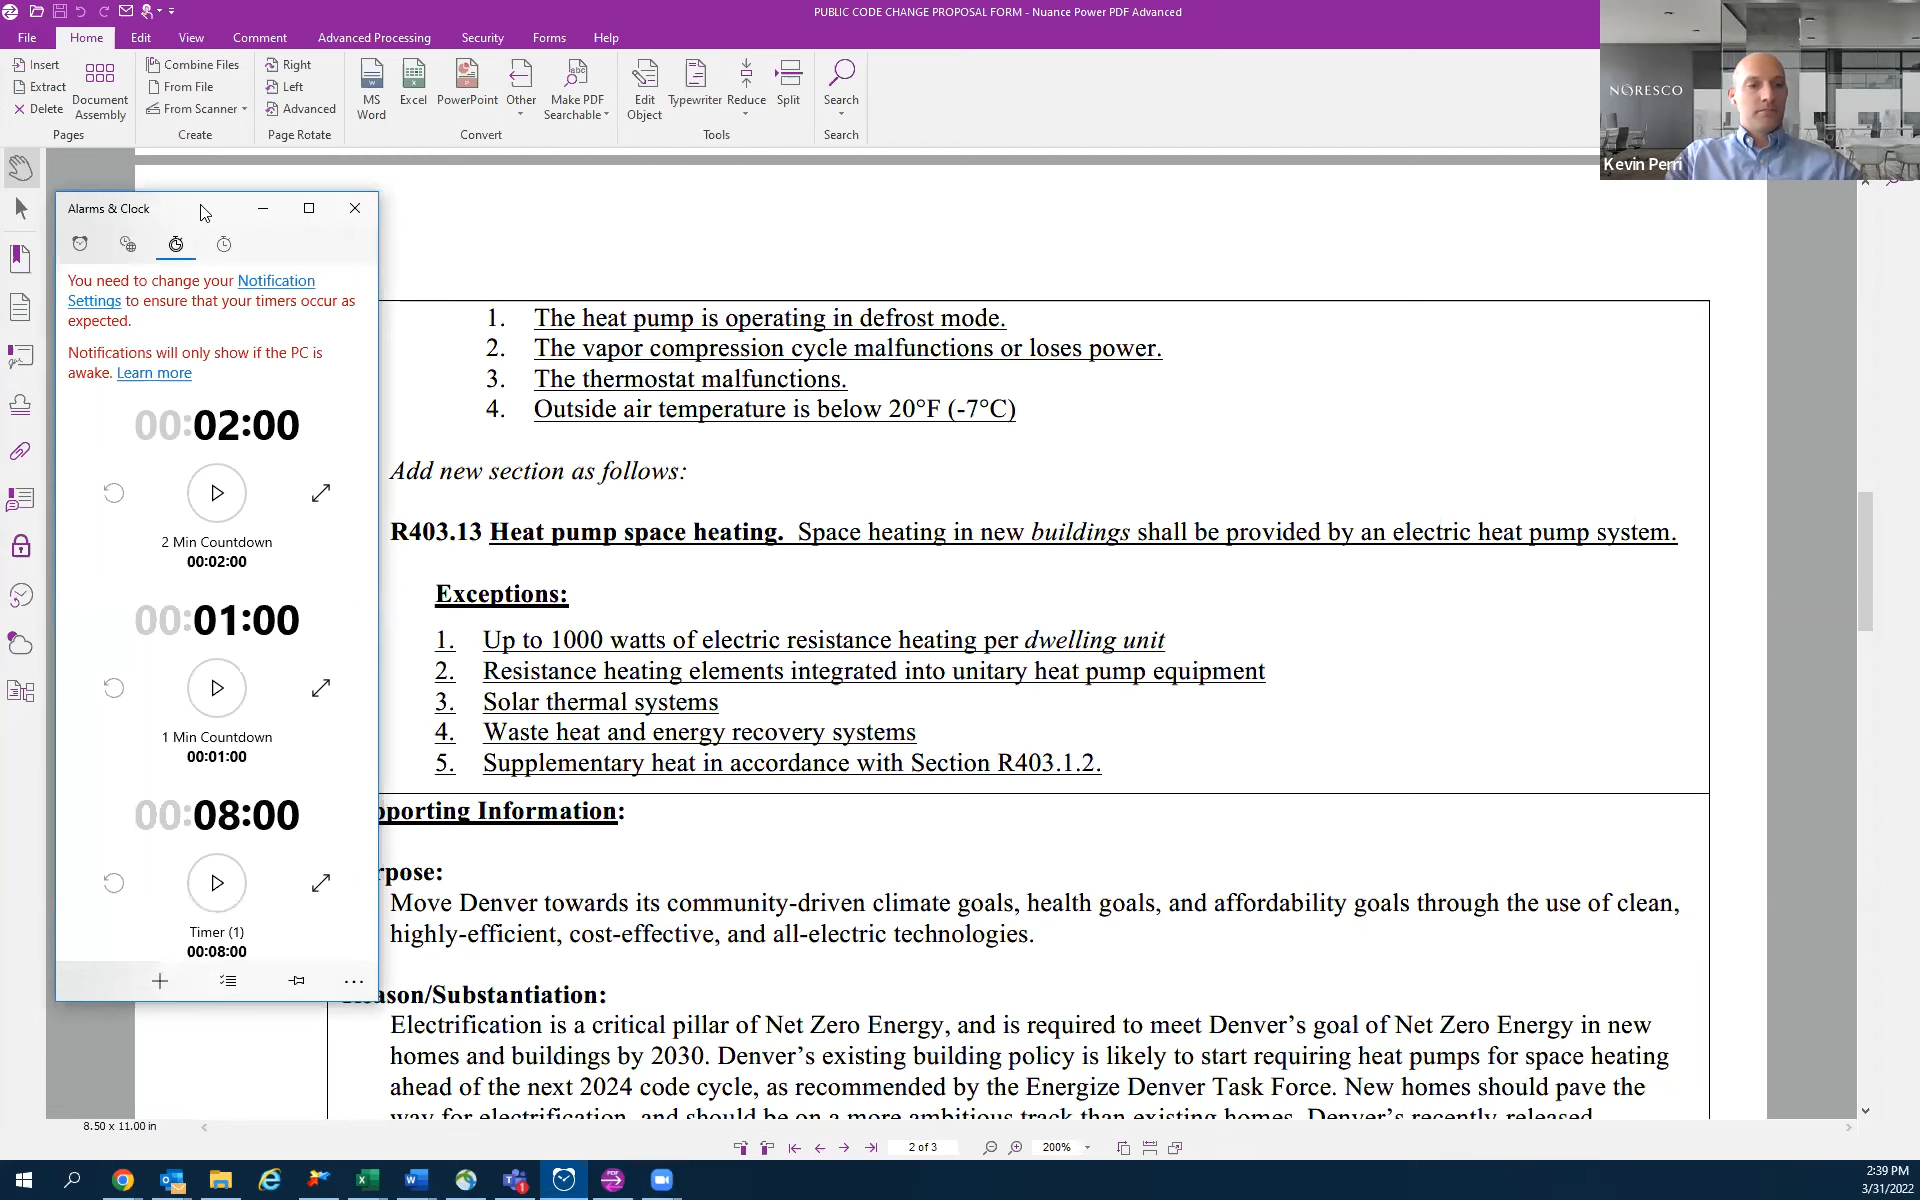 PUBLIC CODE CHANGE PROPOSAL FORM - Nuance Power PDF Advanced
File Home Edit View Comment Advanced Processing Security Forms Help
Insert
Extract
Delete
Document Assembly
Pages
Combine Files
From File
From Scanner
Create
Right
Left
Advanced
Page Rotate
MS Word
Excel
PowerPoint
Other
Make PDF Searchable
Convert
Edit Object
Typewriter
Reduce
Split
Tools
Search
Search
NORESCO
Kevin Perri
Alarms & Clock
You need to change your Notification
Settings to ensure that your timers occur as
expected.
Notifications will only show if the PC is
awake. Learn more
00:02:00
2 Min Countdown
00:02:00
00:01:00
1 Min Countdown
00:01:00
00:08:00
Timer (1)
00:08:00
1. The heat pump is operating in defrost mode.
2. The vapor compression cycle malfunctions or loses power.
3. The thermostat malfunctions.
4. Outside air temperature is below 20°F (-7°C)
Add new section as follows:
R403.13 Heat pump space heating. Space heating in new buildings shall be provided by an electric heat pump system.
Exceptions:
1. Up to 1000 watts of electric resistance heating per dwelling unit
2. Resistance heating elements integrated into unitary heat pump equipment
3. Solar thermal systems
4. Waste heat and energy recovery systems
5. Supplementary heat in accordance with Section R403.1.2.
pporting Information:
rpose:
Move Denver towards its community-driven climate goals, health goals, and affordability goals through the use of clean,
highly-efficient, cost-effective, and all-electric technologies.
ason/Substantiation:
Electrification is a critical pillar of Net Zero Energy, and is required to meet Denver's goal of Net Zero Energy in new
homes and buildings by 2030. Denver's existing building policy is likely to start requiring heat pumps for space heating
ahead of the next 2024 code cycle, as recommended by the Energize Denver Task Force. New homes should pave the
way for electrification, and should be on a more ambitious track than existing homes. Denver's recently-released
8.50 x 11.00 in
2 of 3
200%
2:39 PM
3/31/2022